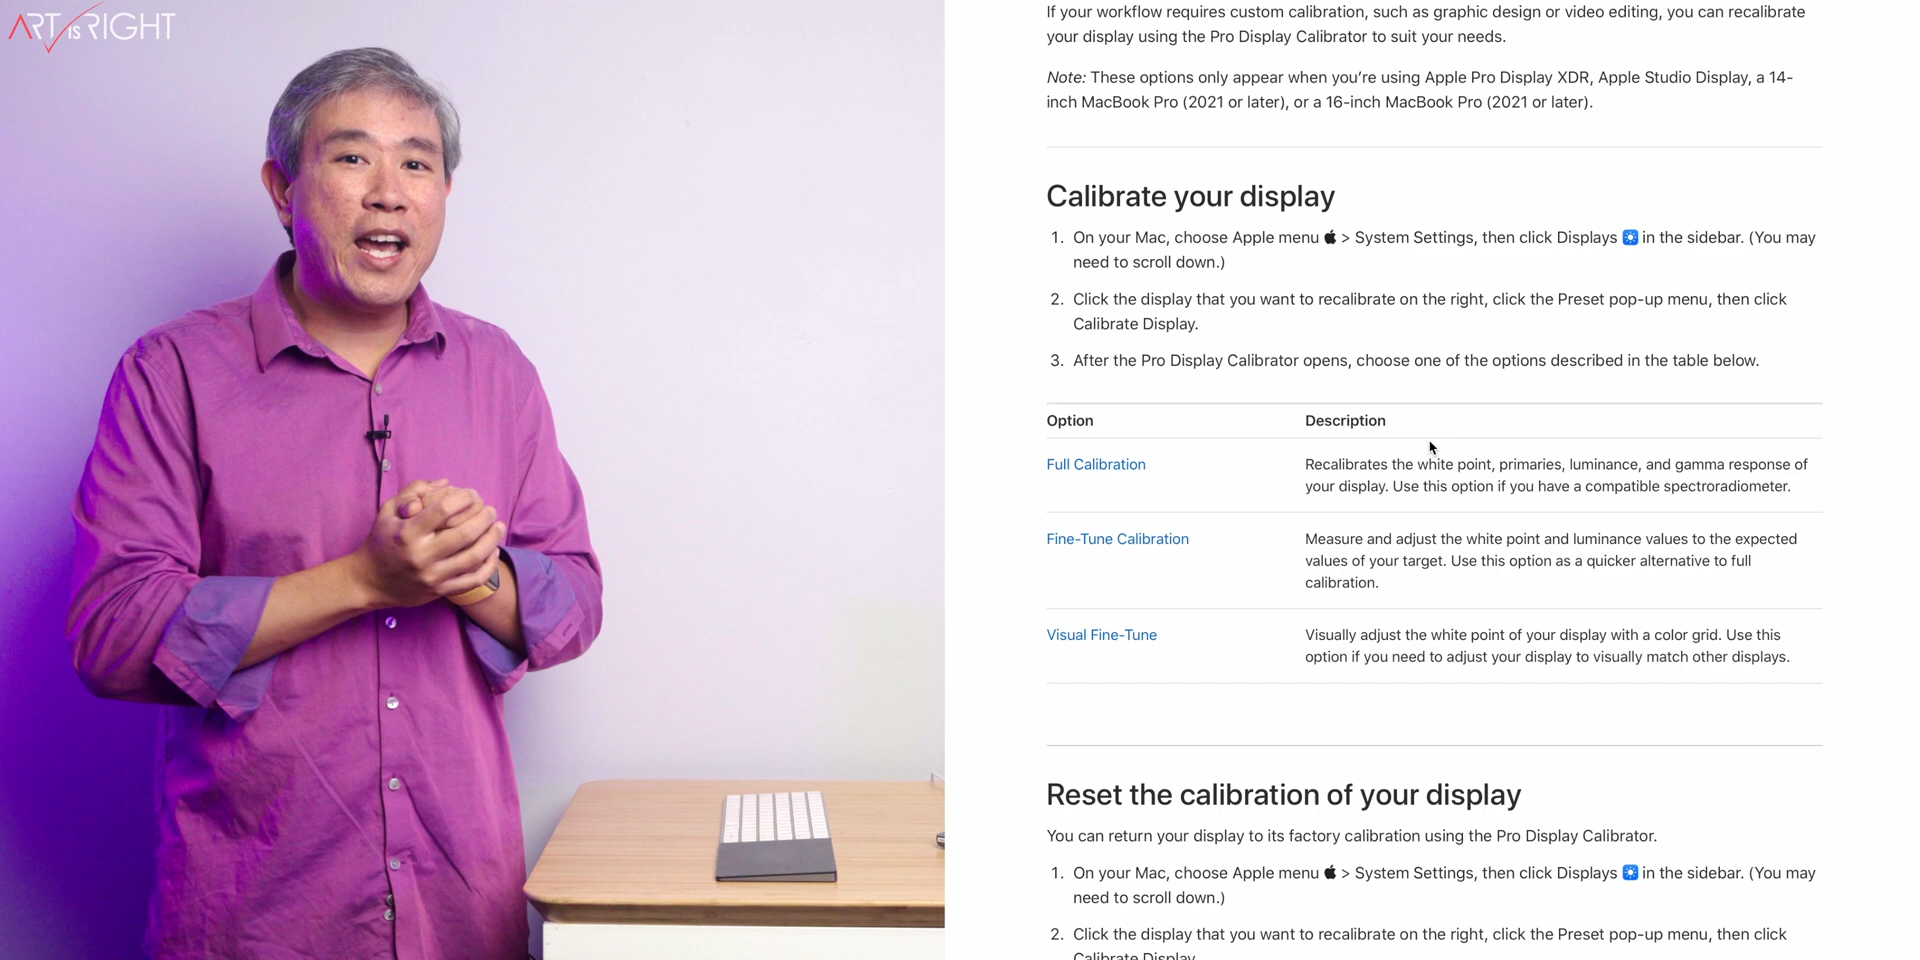 ART is RIGHT
If your workflow requires custom calibration, such as graphic design or video editing, you can recalibrate
your display using the Pro Display Calibrator to suit your needs.
Note: These options only appear when you’re using Apple Pro Display XDR, Apple Studio Display, a 14-
inch MacBook Pro (2021 or later), or a 16-inch MacBook Pro (2021 or later).
Calibrate your display
1. On your Mac, choose Apple menu > System Settings, then click Displays in the sidebar. (You may
need to scroll down.)
2. Click the display that you want to recalibrate on the right, click the Preset pop-up menu, then click
Calibrate Display.
3. After the Pro Display Calibrator opens, choose one of the options described in the table below.
Option Description
Full Calibration Recalibrates the white point, primaries, luminance, and gamma response of
your display. Use this option if you have a compatible spectroradiometer.
Fine-Tune Calibration Measure and adjust the white point and luminance values to the expected
values of your target. Use this option as a quicker alternative to full
calibration.
Visual Fine-Tune Visually adjust the white point of your display with a color grid. Use this
option if you need to adjust your display to visually match other displays.
Reset the calibration of your display
You can return your display to its factory calibration using the Pro Display Calibrator.
1. On your Mac, choose Apple menu > System Settings, then click Displays in the sidebar. (You may
need to scroll down.)
2. Click the display that you want to recalibrate on the right, click the Preset pop-up menu, then click
Calibrate Display.